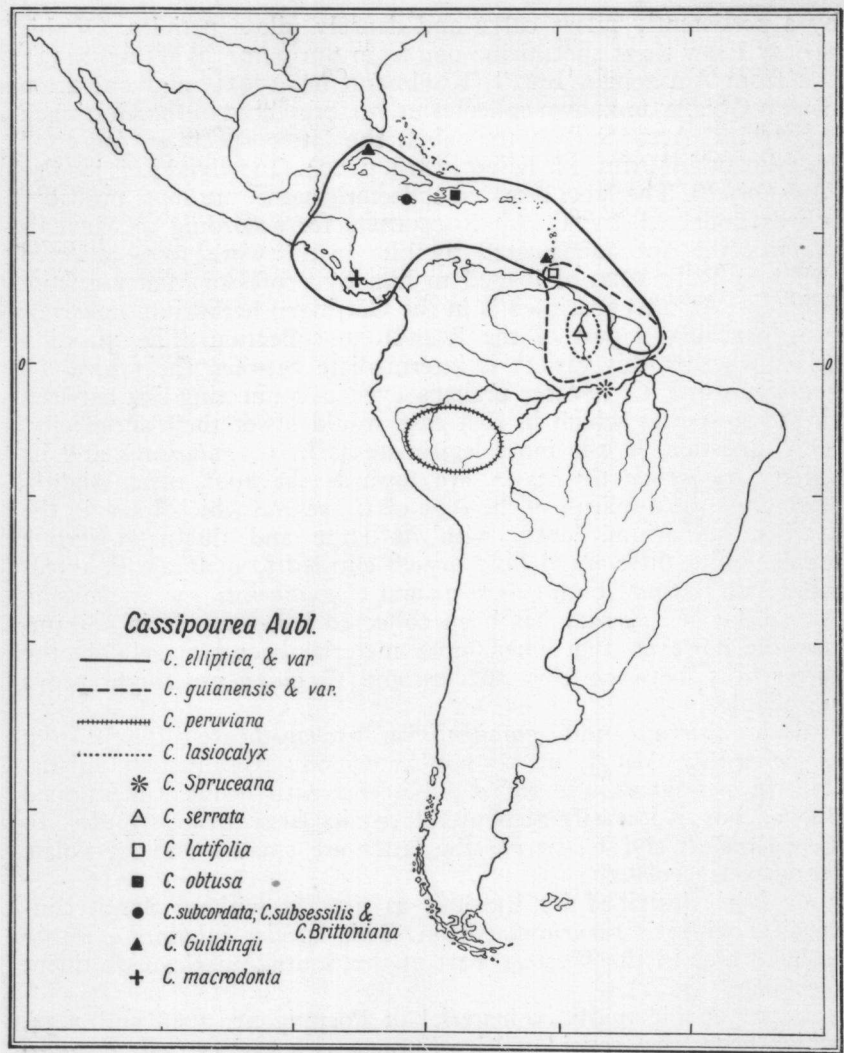 0
0
Cassipourea Aubl.
C. elliptica & var
C. guianensis & var.
C. peruviana
C. lasiocalyx
C. Spruceana
C. serrata
C. latifolia
C. obtusa
C. subcordata; C. subsessilis &
C. Brittoniana
C. Guildingii
C. macrodonta